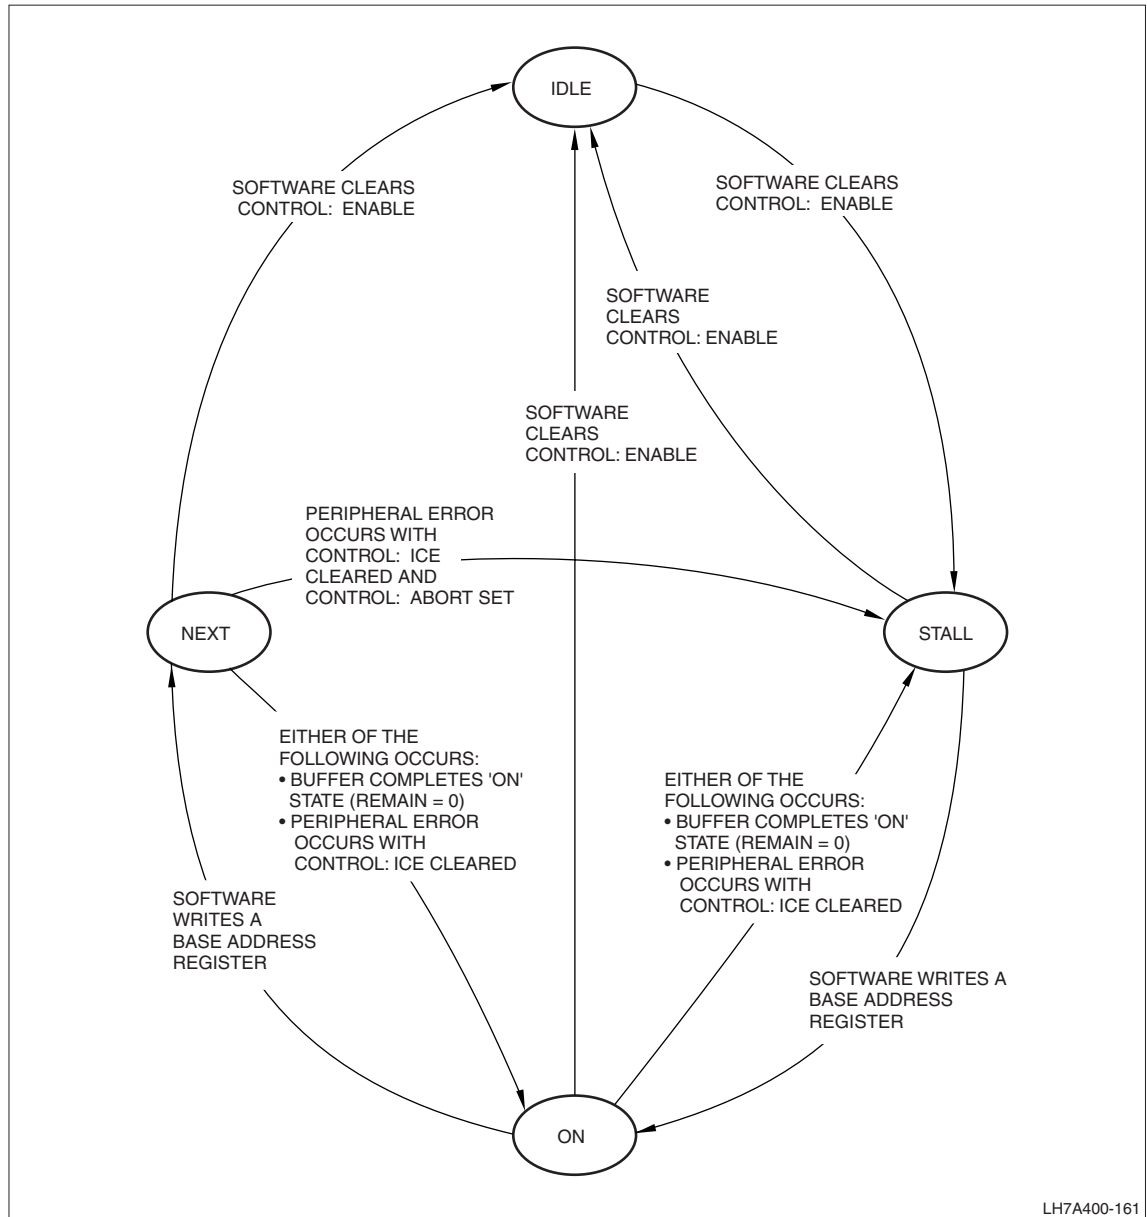 IDLE
SOFTWARE CLEARS
CONTROL: ENABLE
SOFTWARE CLEARS
CONTROL: ENABLE
SOFTWARE
CLEARS
CONTROL: ENABLE
SOFTWARE
CLEARS
CONTROL: ENABLE
PERIPHERAL ERROR
OCCURS WITH
CONTROL: ICE
CLEARED AND
CONTROL: ABORT SET
NEXT
STALL
EITHER OF THE
FOLLOWING OCCURS:
• BUFFER COMPLETES 'ON'
STATE (REMAIN = 0)
• PERIPHERAL ERROR
OCCURS WITH
CONTROL: ICE CLEARED
EITHER OF THE
FOLLOWING OCCURS:
• BUFFER COMPLETES 'ON'
STATE (REMAIN = 0)
• PERIPHERAL ERROR
OCCURS WITH
CONTROL: ICE CLEARED
SOFTWARE
WRITES A
BASE ADDRESS
REGISTER
SOFTWARE WRITES A
BASE ADDRESS
REGISTER
ON
LH7A400-161